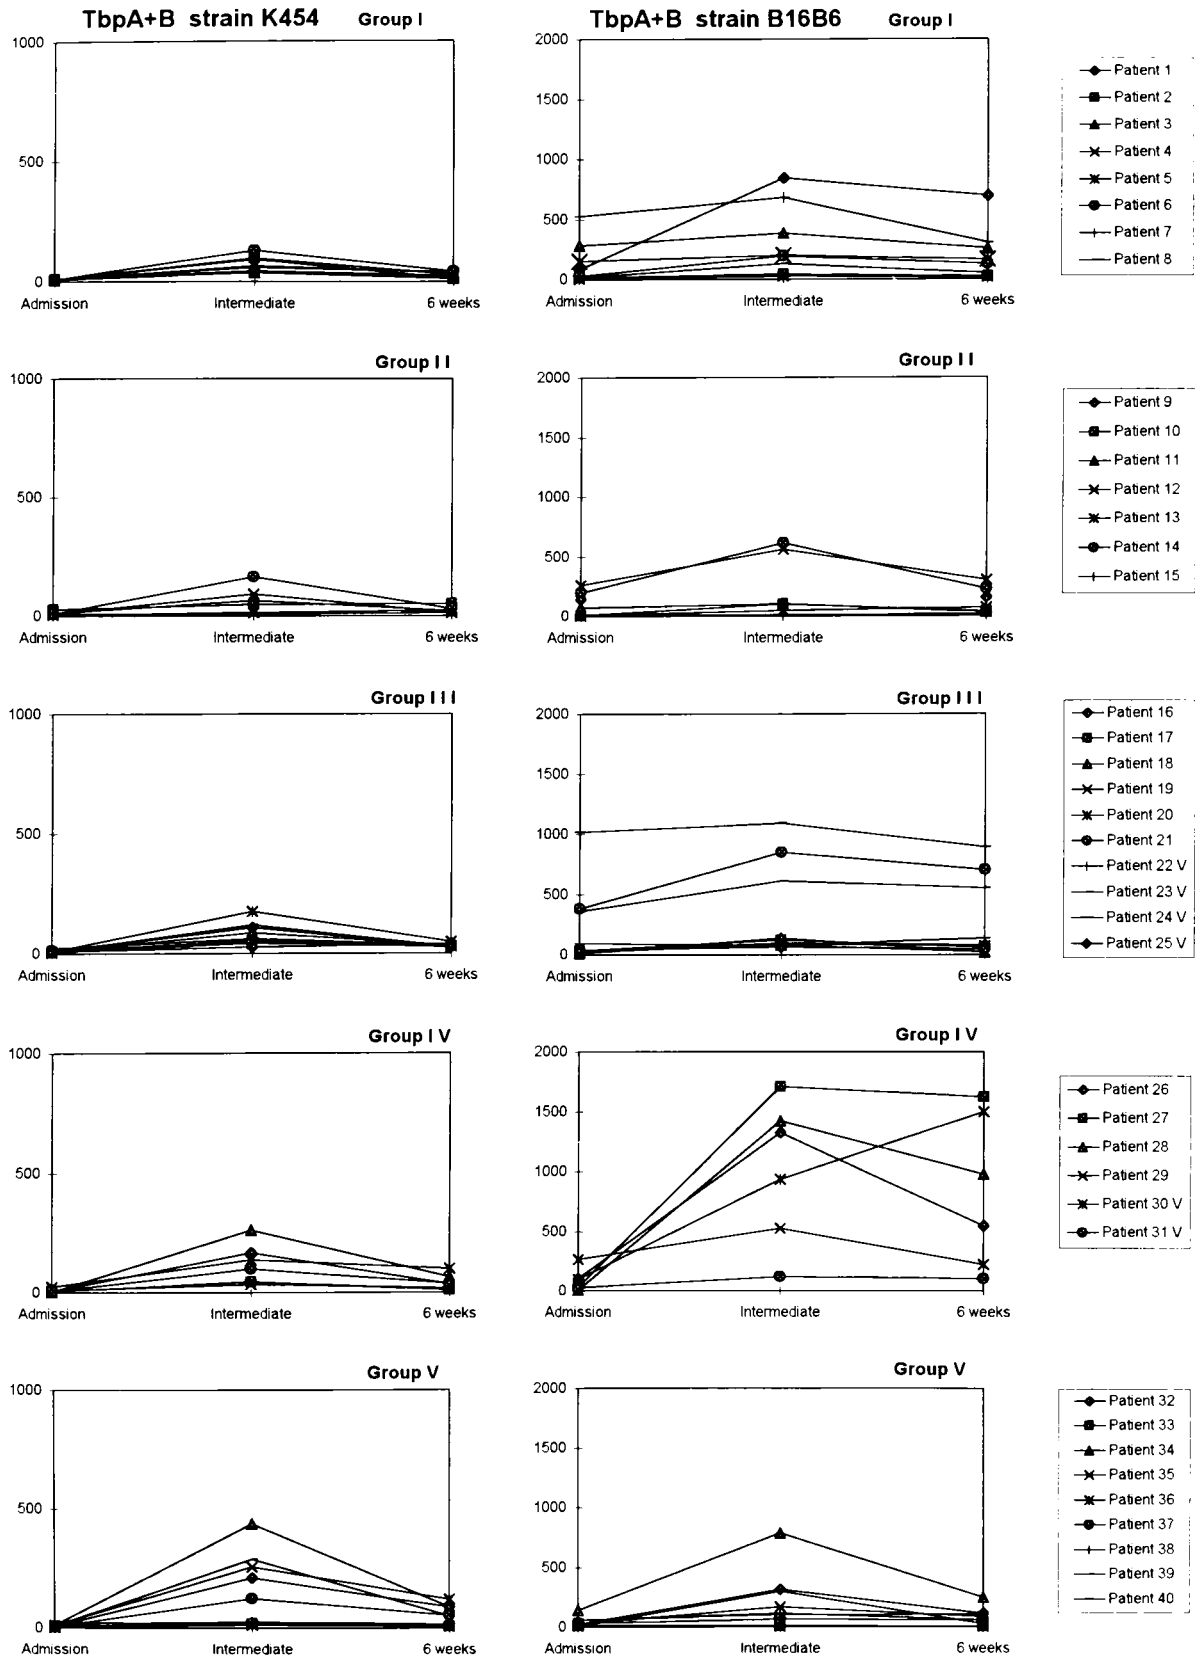 TbpA+B strain K454 Group I
1000
500
0
Admission Intermediate 6 weeks
TbpA+B strain B16B6 Group I
2000
1500
1000
500
0
Admission Intermediate 6 weeks
Patient 1
Patient 2
Patient 3
Patient 4
Patient 5
Patient 6
Patient 7
Patient 8
Group II
1000
500
0
Admission Intermediate 6 weeks
Group II
2000
1500
1000
500
0
Admission Intermediate 6 weeks
Patient 9
Patient 10
Patient 11
Patient 12
Patient 13
Patient 14
Patient 15
Group III
1000
500
0
Admission Intermediate 6 weeks
Group III
2000
1500
1000
500
0
Admission Intermediate 6 weeks
Patient 16
Patient 17
Patient 18
Patient 19
Patient 20
Patient 21
Patient 22 V
Patient 23 V
Patient 24 V
Patient 25 V
Group IV
1000
500
0
Admission Intermediate 6 weeks
Group IV
2000
1500
1000
500
0
Admission Intermediate 6 weeks
Patient 26
Patient 27
Patient 28
Patient 29
Patient 30 V
Patient 31 V
Group V
1000
500
0
Admission Intermediate 6 weeks
Group V
2000
1500
1000
500
0
Admission Intermediate 6 weeks
Patient 32
Patient 33
Patient 34
Patient 35
Patient 36
Patient 37
Patient 38
Patient 39
Patient 40